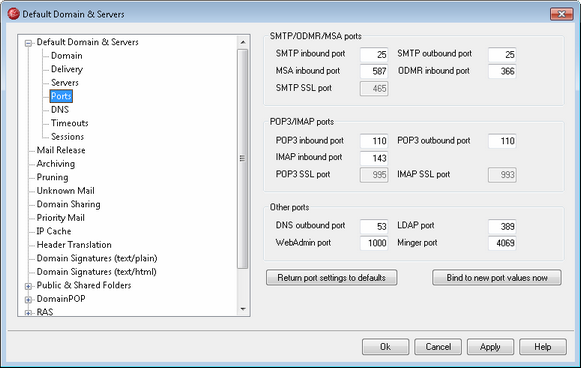 Default Domain & Servers
Default Domain & Servers
Domain
Delivery
Servers
Ports
DNS
Timeouts
Sessions
Mail Release
Archiving
Pruning
Unknown Mail
Domain Sharing
Priority Mail
IP Cache
Header Translation
Domain Signatures (text/plain)
Domain Signatures (text/html)
Public & Shared Folders
DomainPOP
RAS
SMTP/ODMR/MSA ports
SMTP inbound port 25 SMTP outbound port 25
MSA inbound port 587 ODMR inbound port 366
SMTP SSL port 465
POP3/IMAP ports
POP3 inbound port 110 POP3 outbound port 110
IMAP inbound port 143
POP3 SSL port 995 IMAP SSL port 993
Other ports
DNS outbound port 53 LDAP port 389
WebAdmin port 1000 Minger port 4069
Return port settings to defaults Bind to new port values now
Ok Cancel Apply Help